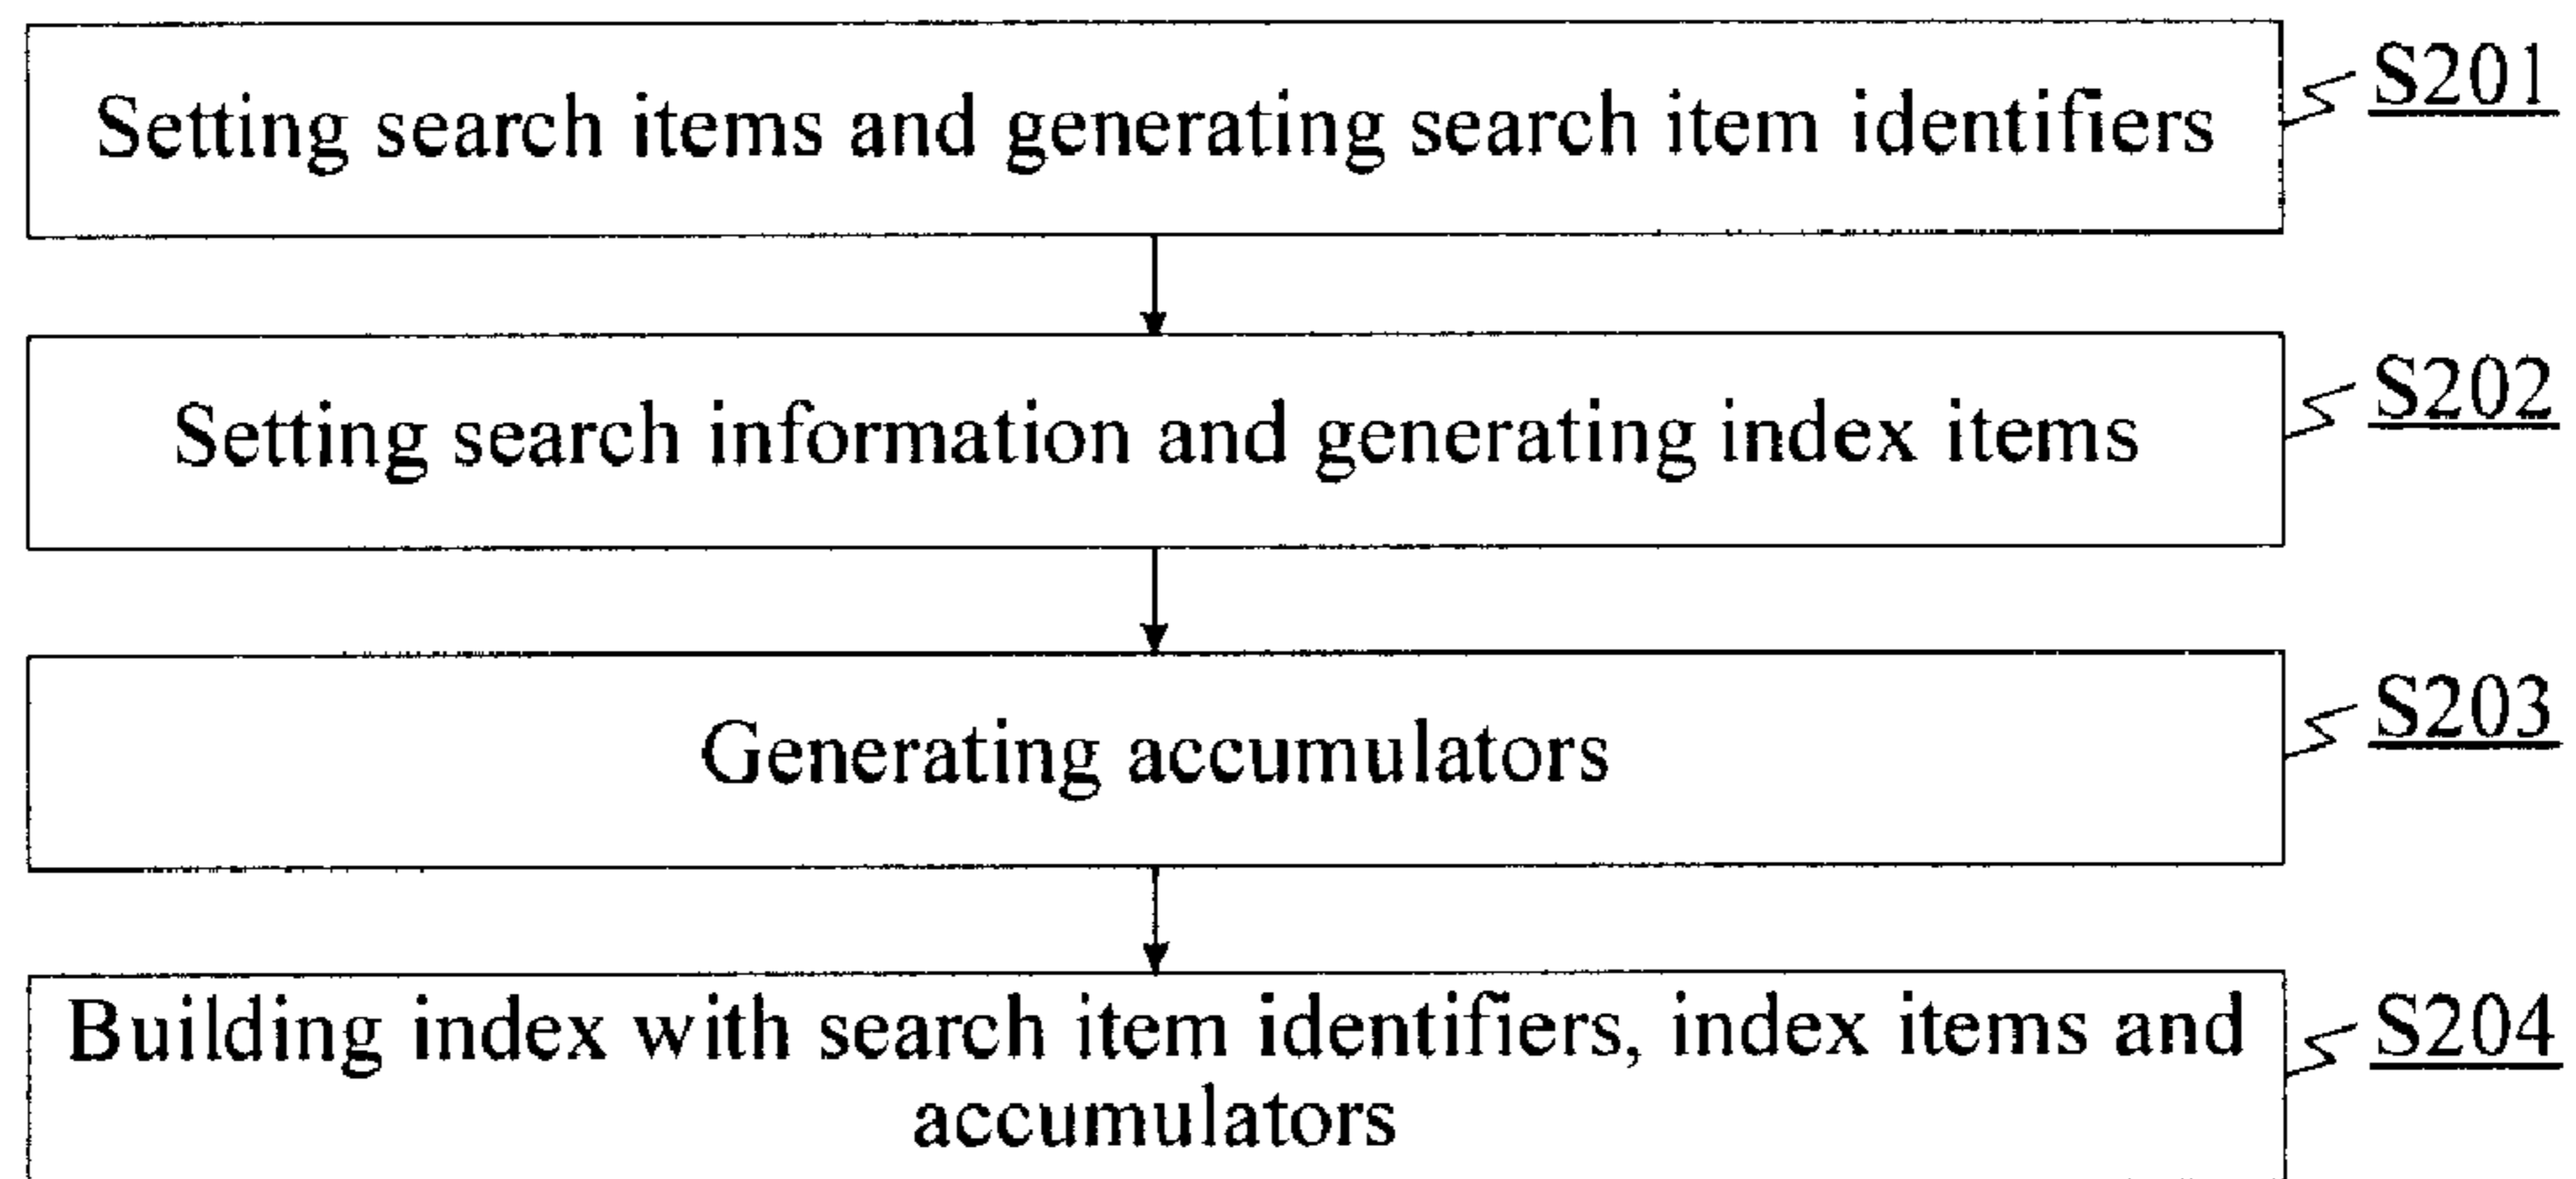 Setting search items and generating search item identifiers
S201
Setting search information and generating index items
S202
Generating accumulators
S203
Building index with search item identifiers, index items and
accumulators
S204